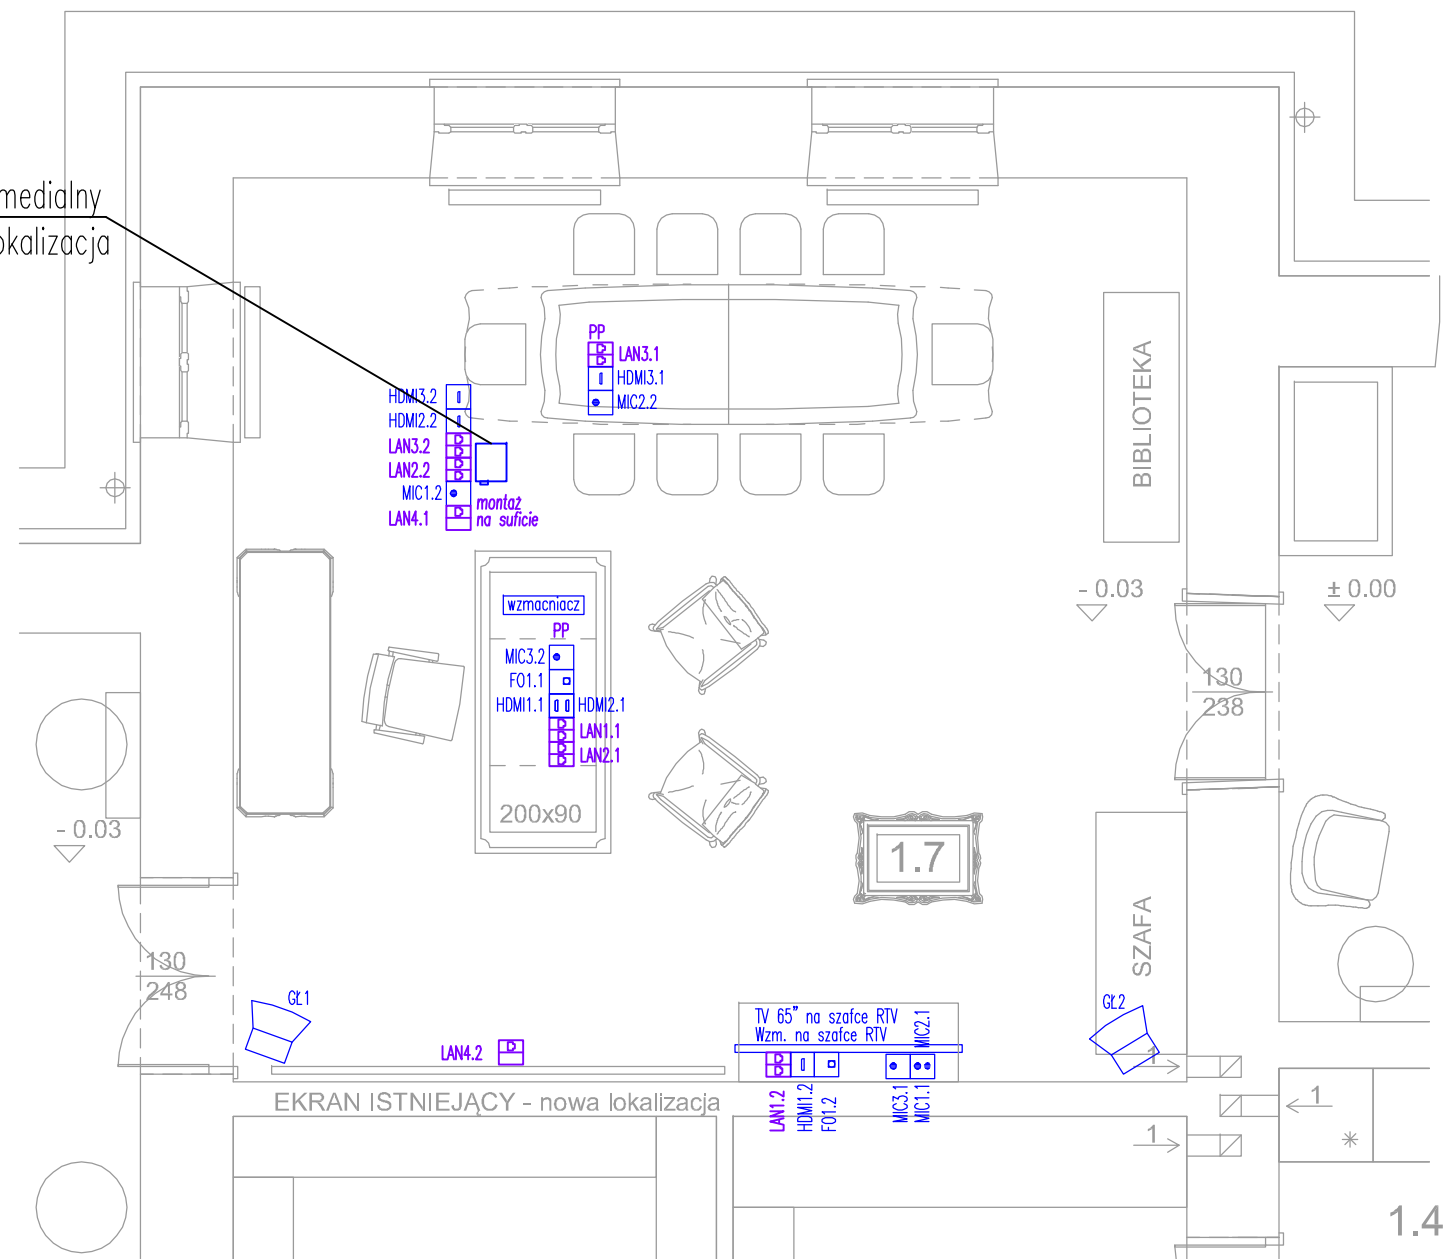 medialny
okalizacja
PP
LAN3.1
HDMI3.1
MIC2.2
HDMI3.2
HDMI2.2
LAN3.2
LAN2.2
MIC1.2
LAN4.1
montaż
na suficie
BIBLIOTEKA
- 0.03
± 0.00
wzmacniacz
PP
MIC3.2
FO1.1
HDMI1.1
HDMI2.1
LAN1.1
LAN2.1
200x90
130
238
- 0.03
1.7
SZAFA
130
248
GŁ1
GŁ2
TV 65" na szafce RTV
Wzm. na szafce RTV
MIC2.1
LAN4.2
1
EKRAN ISTNIEJĄCY - nowa lokalizacja
LAN1.2
HDMI1.2
FO1.2
MIC3.1
MIC1.1
1
1
1.4